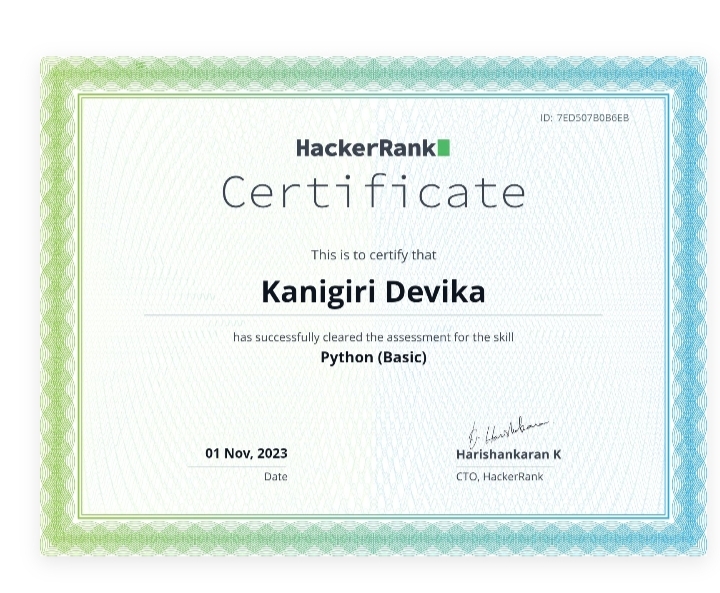 ID: 7ED507B0B6EB
HackerRank
Certificate
This is to certify that
Kanigiri Devika
has successfully cleared the assessment for the skill
Python (Basic)
01 Nov, 2023
Date
Harishankaran K
CTO, HackerRank